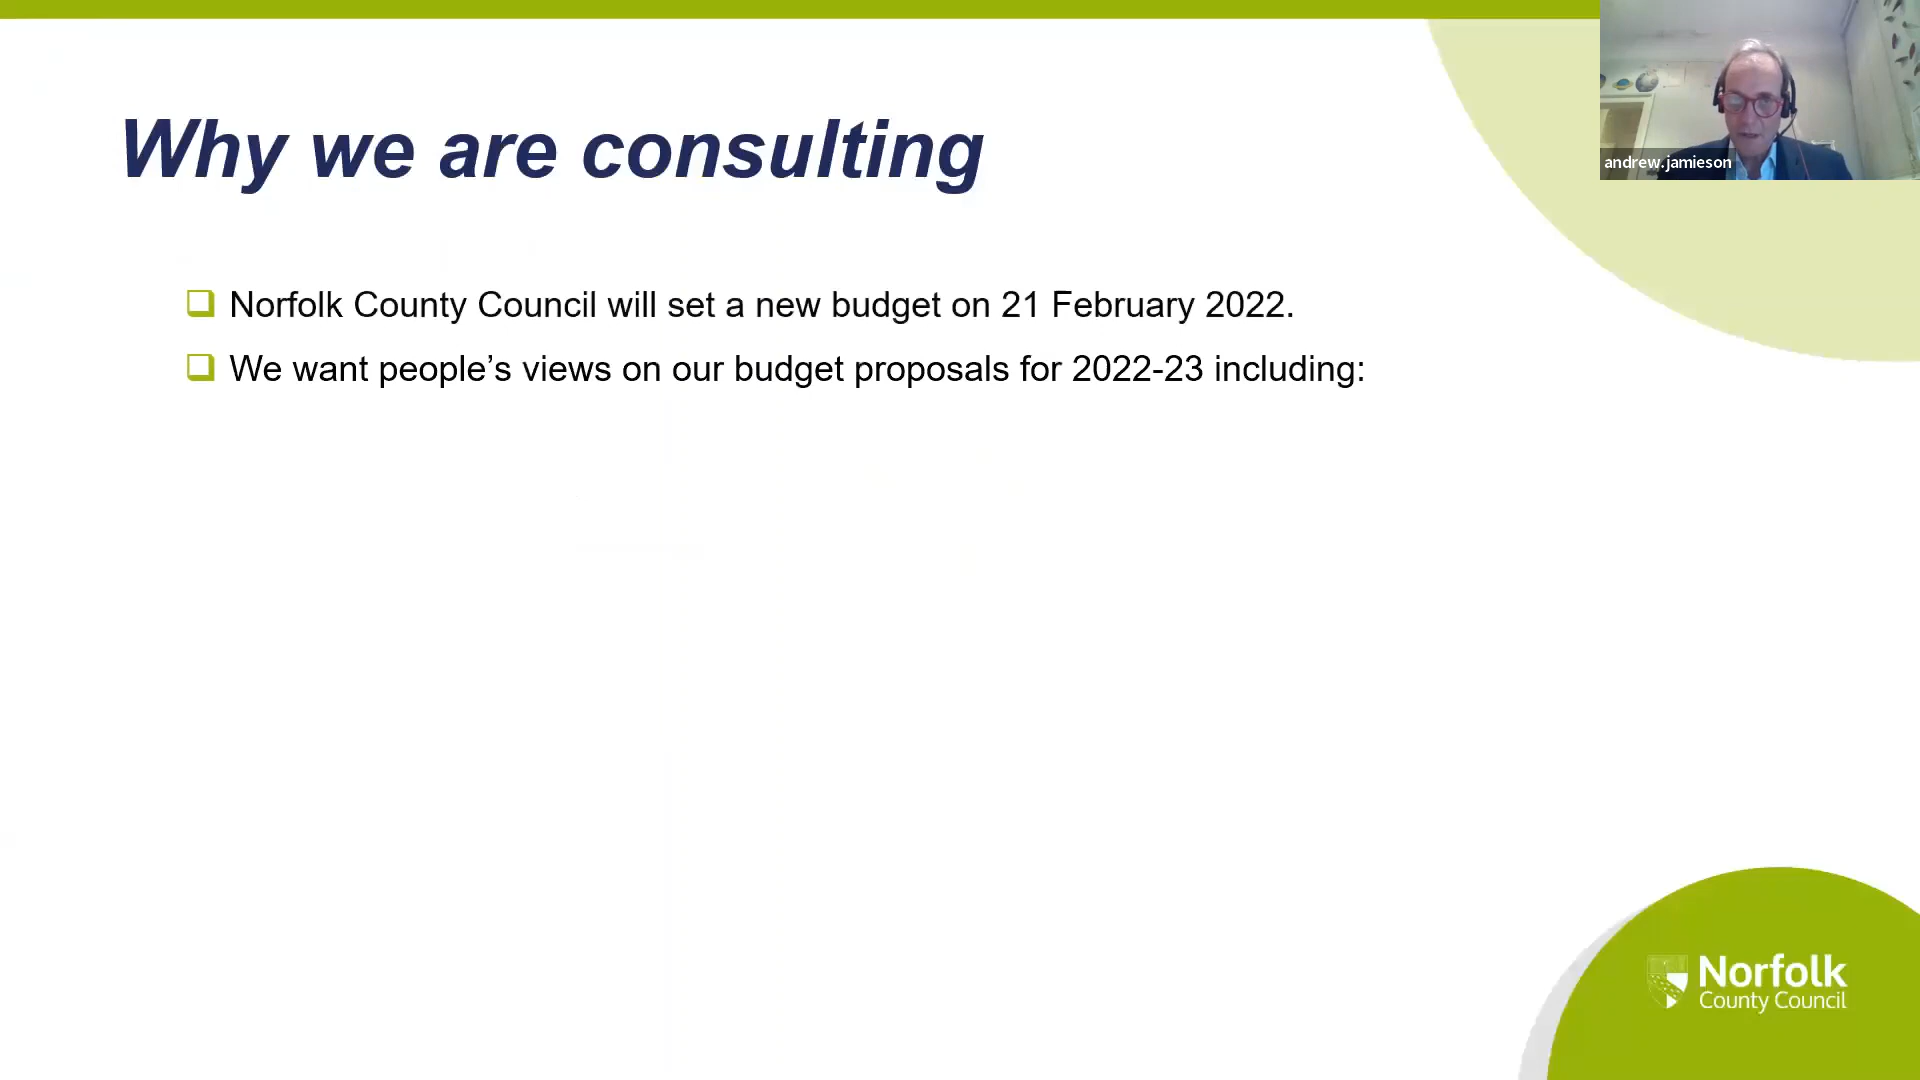 Why we are consulting
andrew.jamieson
Norfolk County Council will set a new budget on 21 February 2022.
We want people’s views on our budget proposals for 2022-23 including:
Norfolk
County Council